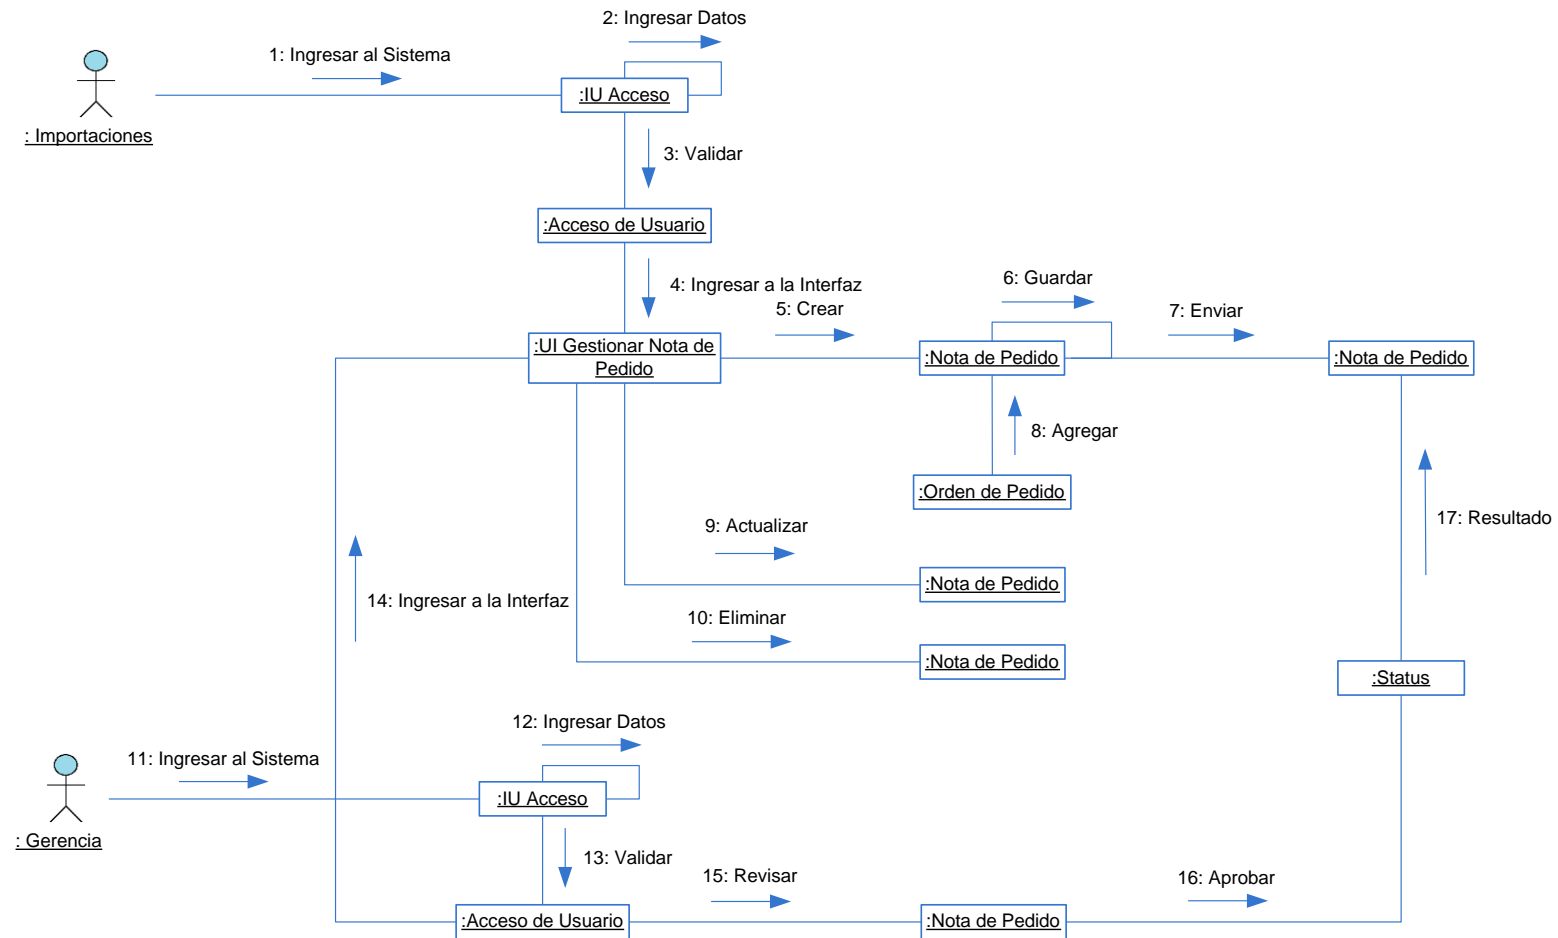 2: Ingresar Datos
1: Ingresar al Sistema
:IU Acceso
: Importaciones
3: Validar
:Acceso de Usuario
4: Ingresar a la Interfaz
5: Crear
6: Guardar
7: Enviar
:UI Gestionar Nota de
Pedido
:Nota de Pedido
:Nota de Pedido
8: Agregar
:Orden de Pedido
9: Actualizar
17: Resultado
:Nota de Pedido
14: Ingresar a la Interfaz
10: Eliminar
:Nota de Pedido
:Status
12: Ingresar Datos
11: Ingresar al Sistema
:IU Acceso
: Gerencia
13: Validar
15: Revisar
16: Aprobar
:Acceso de Usuario
:Nota de Pedido